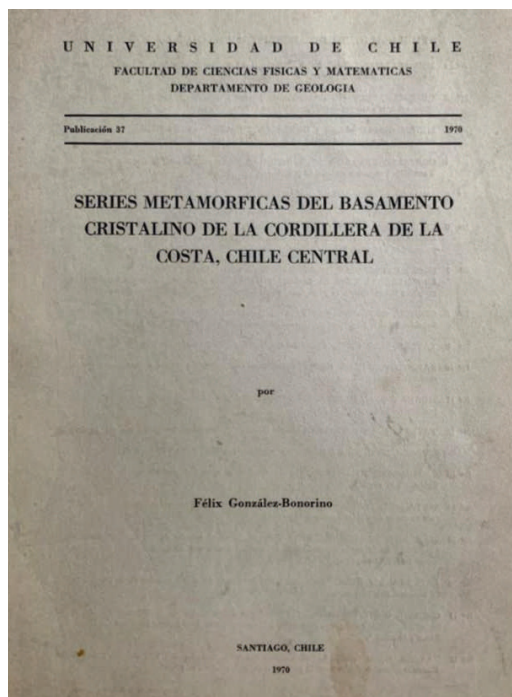 UNIVERSIDAD DE CHILE
FACULTAD DE CIENCIAS FISICAS Y MATEMATICAS
DEPARTAMENTO DE GEOLOGIA
Publicación 37 1970
SERIES METAMORFICAS DEL BASAMENTO
CRISTALINO DE LA CORDILLERA DE LA
COSTA, CHILE CENTRAL
por
Félix González-Bonorino
SANTIAGO, CHILE
1970